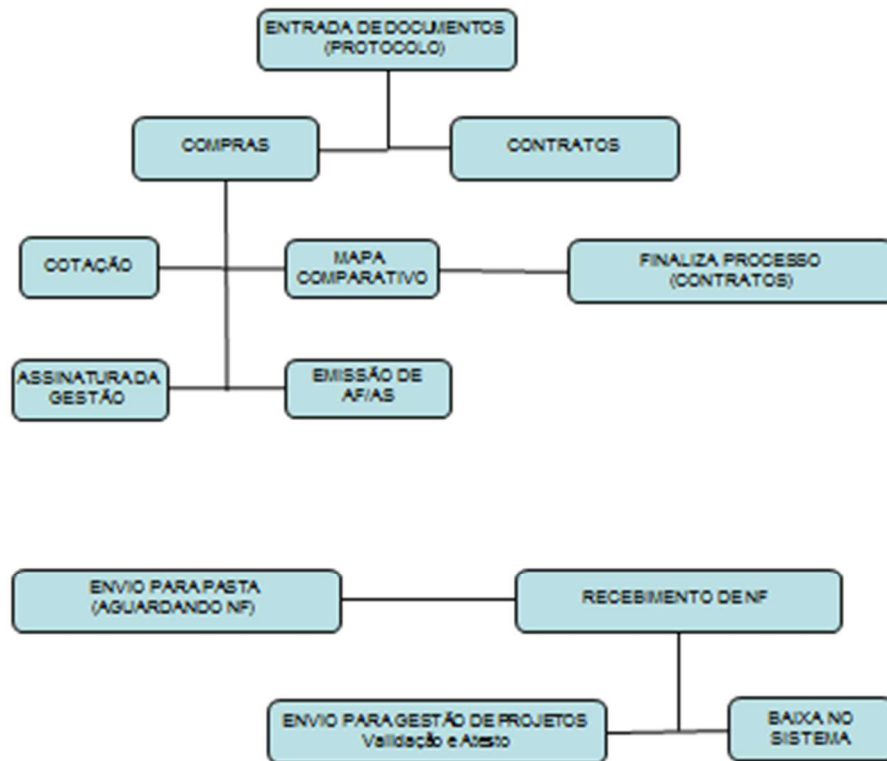 ENTRADA DE DOCUMENTOS
(PROTOCOLO)
COMPRAS
CONTRATOS
COTAÇÃO
MAPA
COMPARATIVO
FINALIZA PROCESSO
(CONTRATOS)
ASSINATURA DA
GESTÃO
EMISSÃO DE
AF/AS
ENVIO PARA PASTA
(AGUARDANDO NF)
RECEBIMENTO DE NF
ENVIO PARA GESTÃO DE PROJETOS
Validação e Atesto
BAIXA NO
SISTEMA